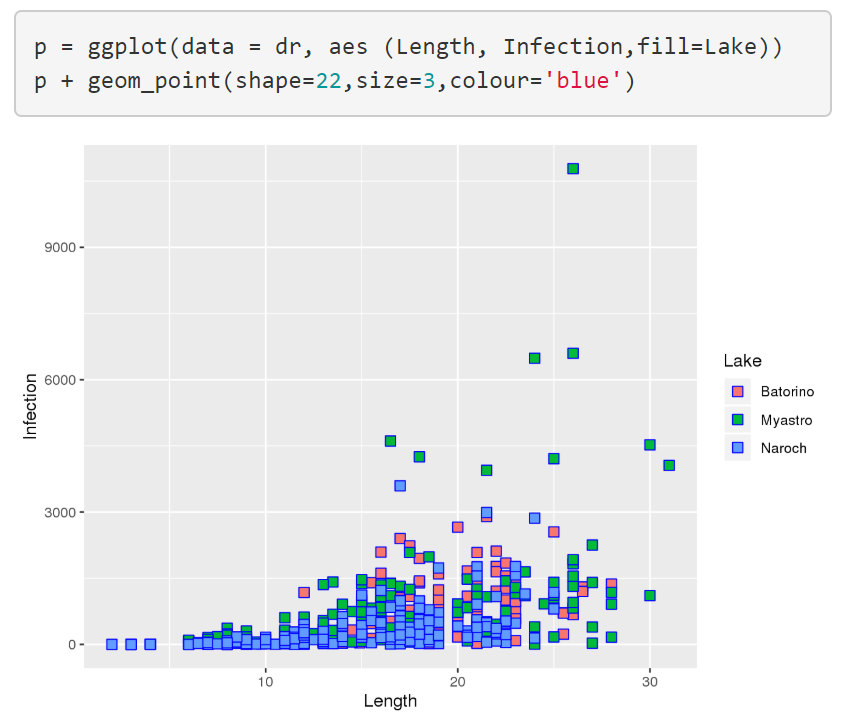 p = ggplot(data = dr, aes (Length, Infection,fill=Lake))
p + geom_point(shape=22,size=3,colour='blue')
9000
6000
3000
0
Infection
10 20 30
Length
Lake
Batorino
Myastro
Naroch